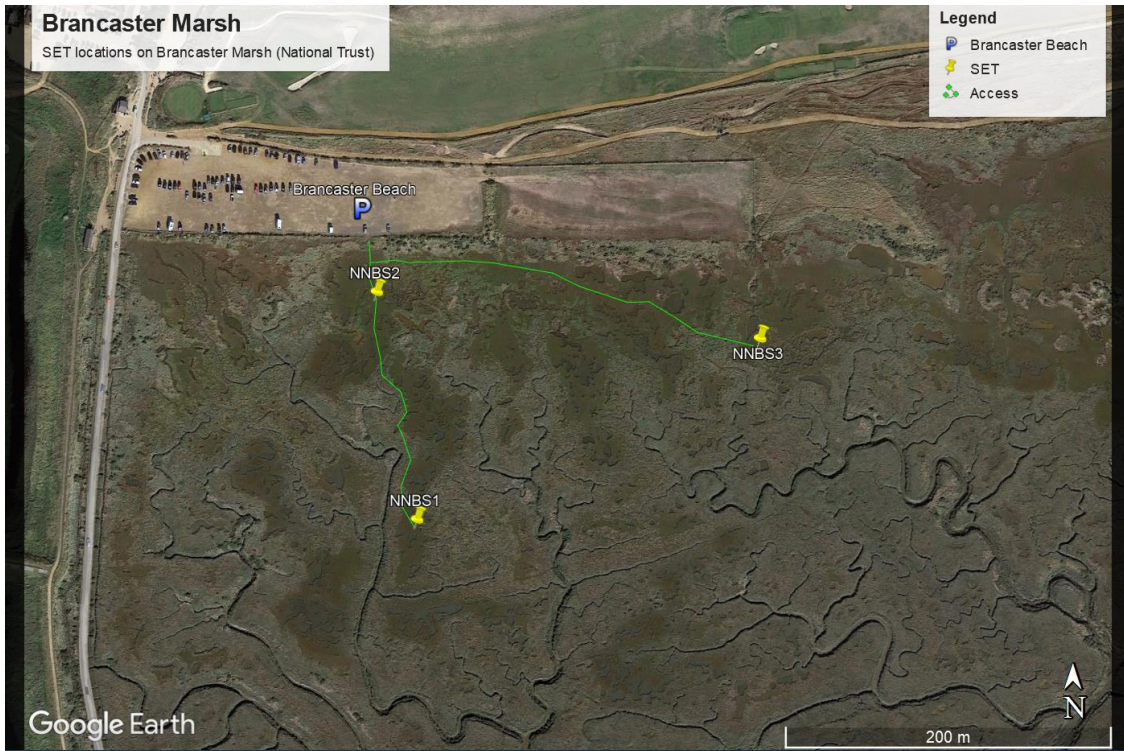 Brancaster Marsh
SET locations on Brancaster Marsh (National Trust)
Legend
Brancaster Beach
SET
Access
Brancaster Beach
P
NNBS2
NNBS3
NNBS1
Google Earth
N
200 m